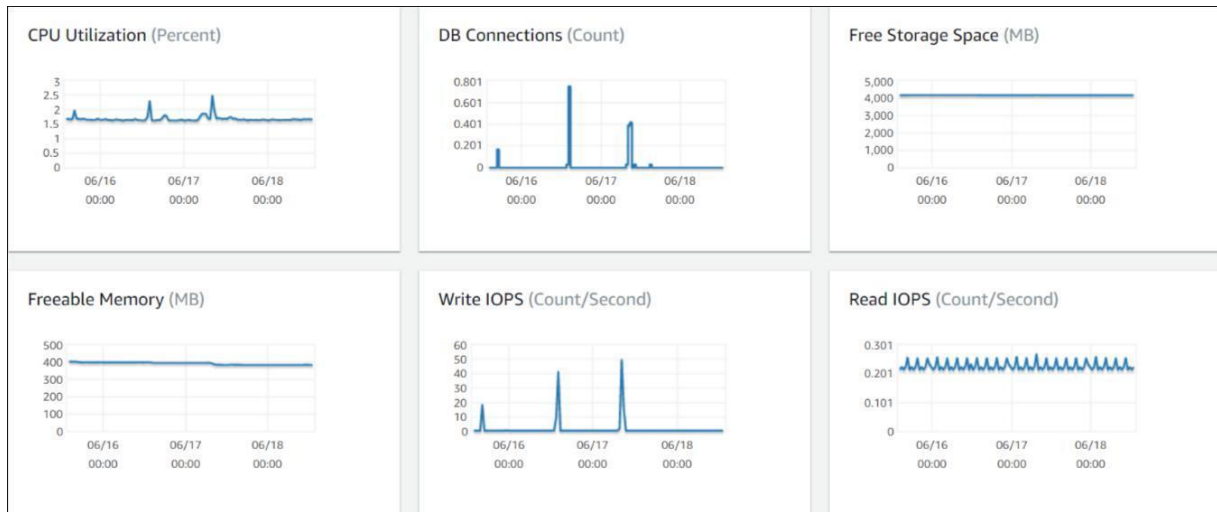 CPU Utilization (Percent)
3
2.5
2
1.5
1
0.5
0
06/16 06/17 06/18
00:00 00:00 00:00
DB Connections (Count)
0.801
0.601
0.401
0.201
0
06/16 06/17 06/18
00:00 00:00 00:00
Free Storage Space (MB)
5,000
4,000
3,000
2,000
1,000
0
06/16 06/17 06/18
00:00 00:00 00:00
Freeable Memory (MB)
500
400
300
200
100
0
06/16 06/17 06/18
00:00 00:00 00:00
Write IOPS (Count/Second)
60
50
40
30
20
10
0
06/16 06/17 06/18
00:00 00:00 00:00
Read IOPS (Count/Second)
0.301
0.201
0.101
0
06/16 06/17 06/18
00:00 00:00 00:00